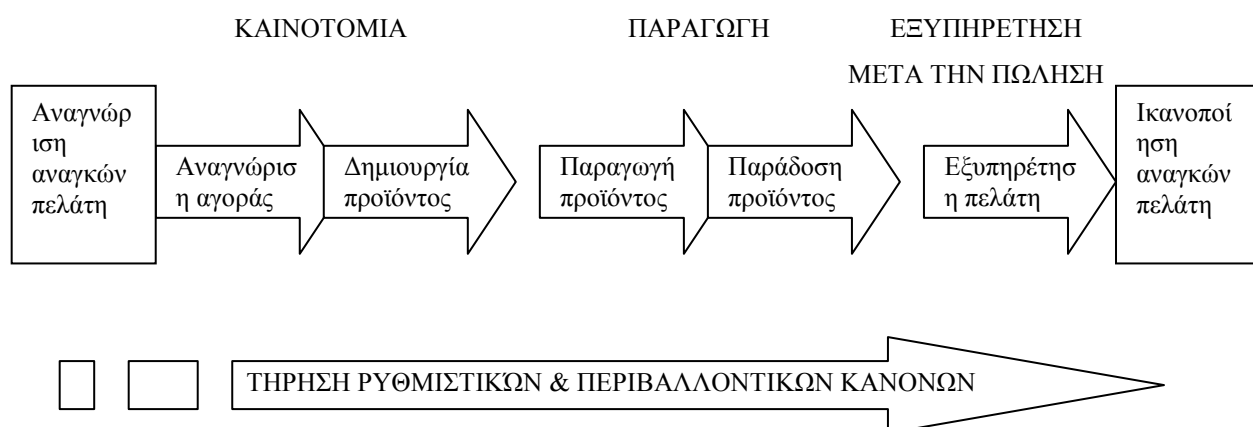 ΚΑΙΝΟΤΟΜΙΑ
ΠΑΡΑΓΩΓΗ
ΕΞΥΠΗΡΕΤΗΣΗ
ΜΕΤΑ ΤΗΝ ΠΩΛΗΣΗ
Αναγνώρ
ιση
αναγκών
πελάτη
Αναγνώρισ
η αγοράς
Δημιουργία
προϊόντος
Παραγωγή
προϊόντος
Παράδοση
προϊόντος
Εξυπηρέτησ
η πελάτη
Ικανοποί
ηση
αναγκών
πελάτη
ΤΗΡΗΣΗ ΡΥΘΜΙΣΤΙΚΏΝ & ΠΕΡΙΒΑΛΛΟΝΤΙΚΩΝ ΚΑΝΟΝΩΝ